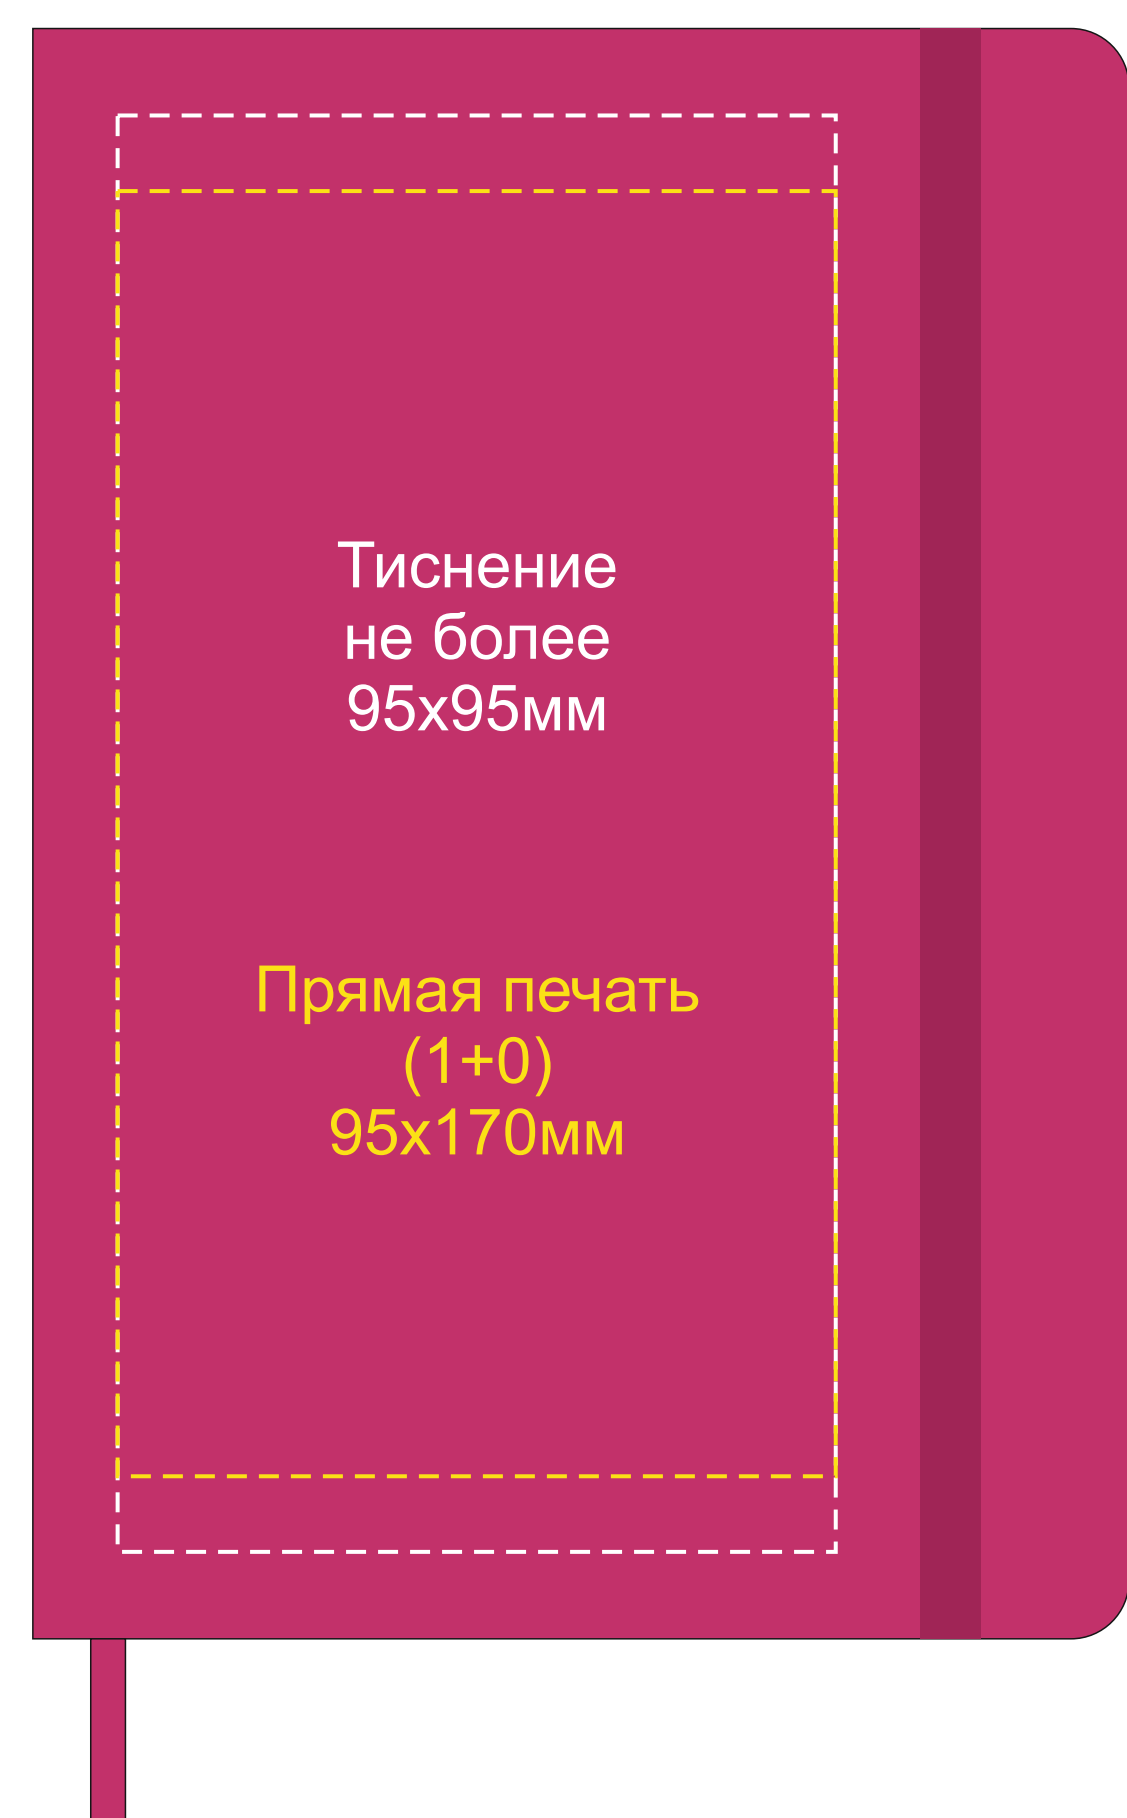 Тиснение
не более
95х95мм
Прямая печать
(1+0)
95х170мм